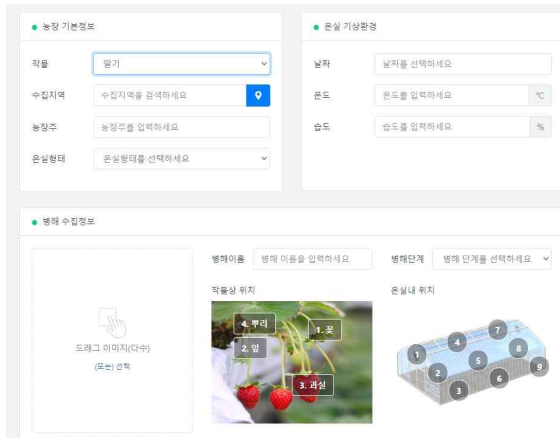 농장 기본정보
작물
딸기
수집지역
수집지역을 검색하세요
농장주
농장주를 입력하세요
온실형태
온실형태를 선택하세요
온실 기상환경
날짜
날짜를 선택하세요
온도
온도를 입력하세요
℃
습도
습도를 입력하세요
%
병해 수집정보
드래그 이미지(다수)
(또는) 선택
병해이름
병해 이름을 입력하세요
병해단계
병해 단계를 선택하세요
작물상 위치
4. 뿌리
1. 꽃
2. 잎
3. 과실
온실내 위치
1
4
7
2
5
8
3
6
9